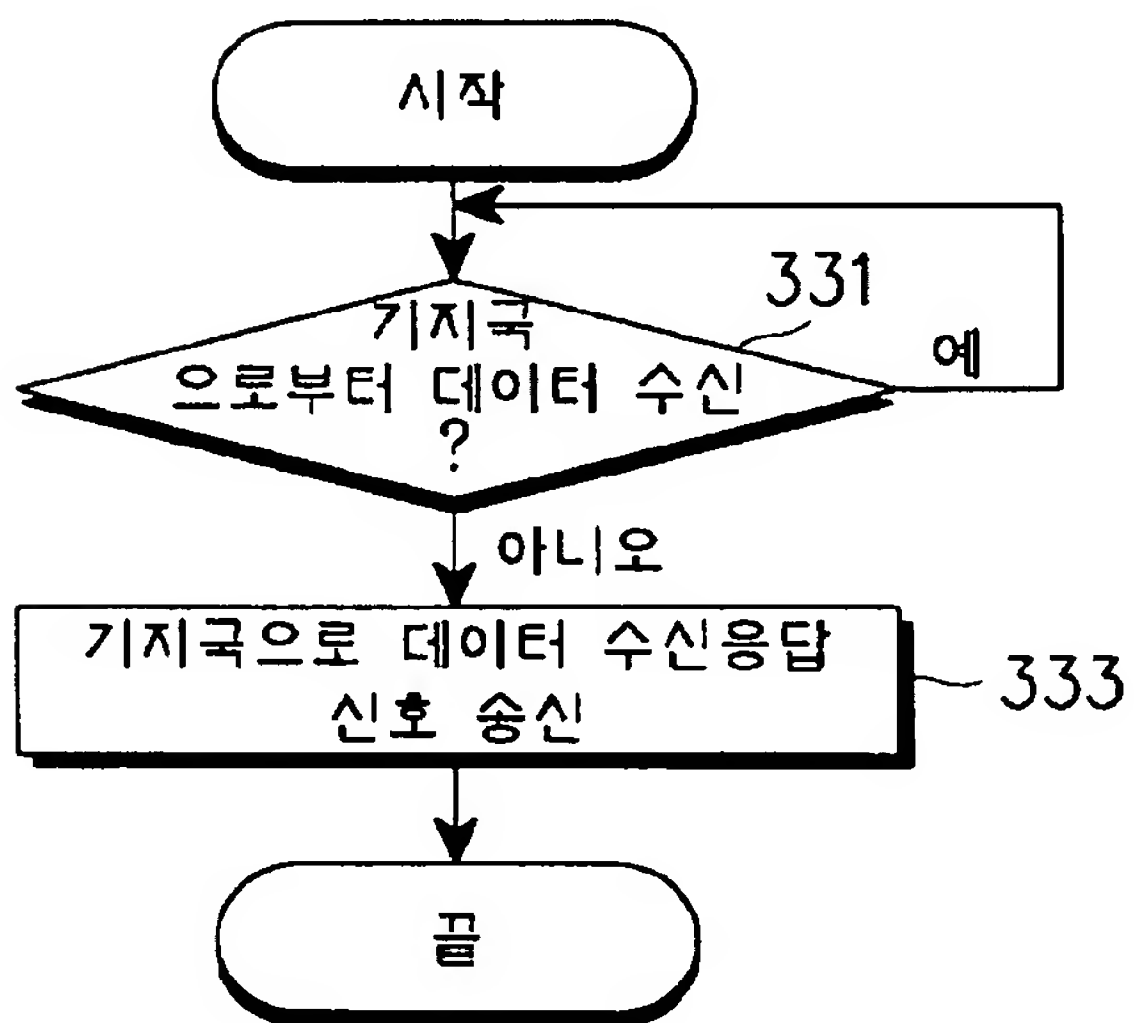 시작
331
기지국
으로부터 데이터 수신
?
예
아니오
기지국으로 데이터 수신응답
신호 송신
333
끝